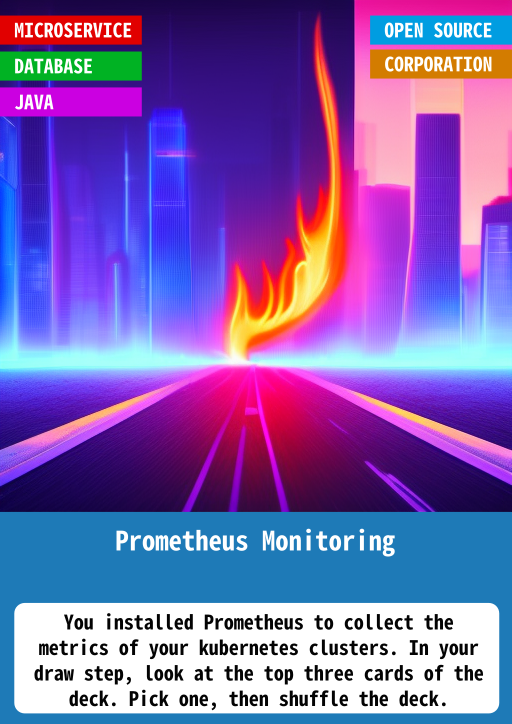 MICROSERVICE
OPEN SOURCE
DATABASE
CORPORATION
JAVA
Prometheus Monitoring
You installed Prometheus to collect the
metrics of your kubernetes clusters. In your
draw step, look at the top three cards of the
deck. Pick one, then shuffle the deck.